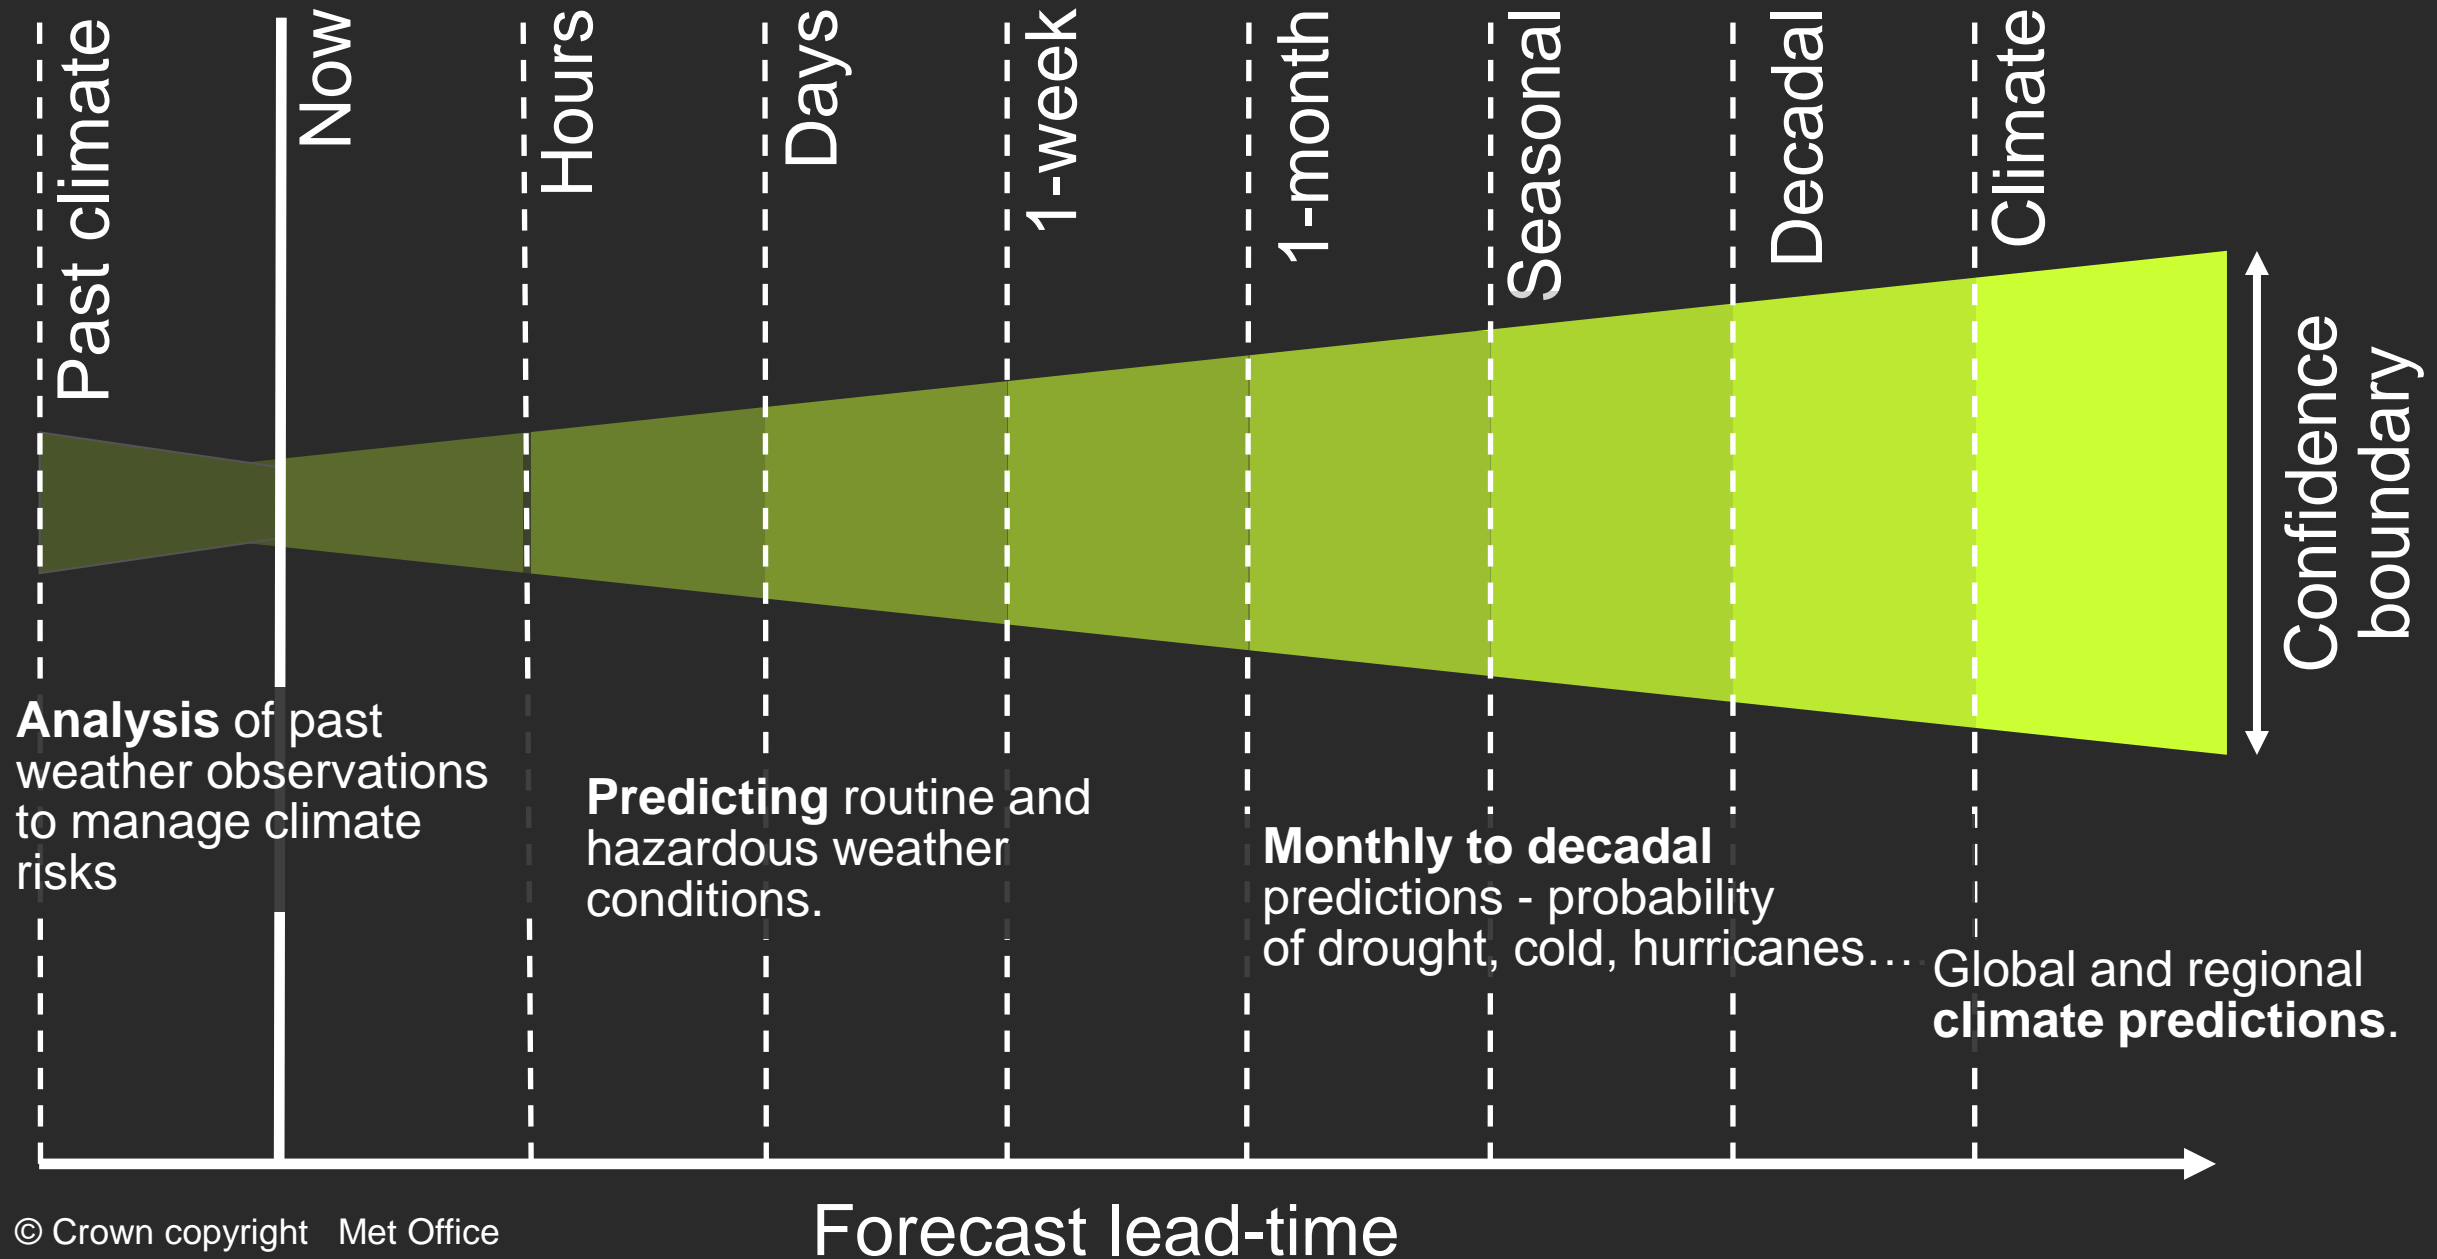 Past climate
Now
Hours
Days
1-week
1-month
Seasonal
Decadal
Climate
Confidence
boundary
Analysis of past
weather observations
to manage climate
risks
Predicting routine and
hazardous weather
conditions.
Monthly to decadal
predictions - probability
of drought, cold, hurricanes….
Global and regional
climate predictions.
Forecast lead-time
© Crown copyright Met Office